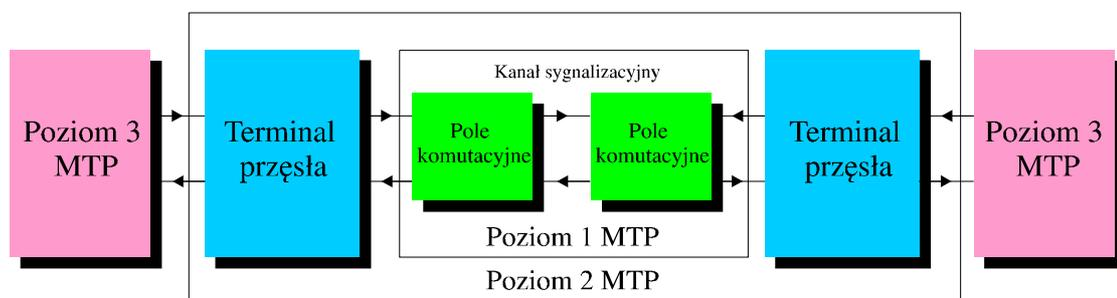 Kanał sygnalizacyjny
Poziom 3
MTP
Terminal
przęsła
Pole
komutacyjne
Pole
komutacyjne
Terminal
przęsła
Poziom 3
MTP
Poziom 1 MTP
Poziom 2 MTP